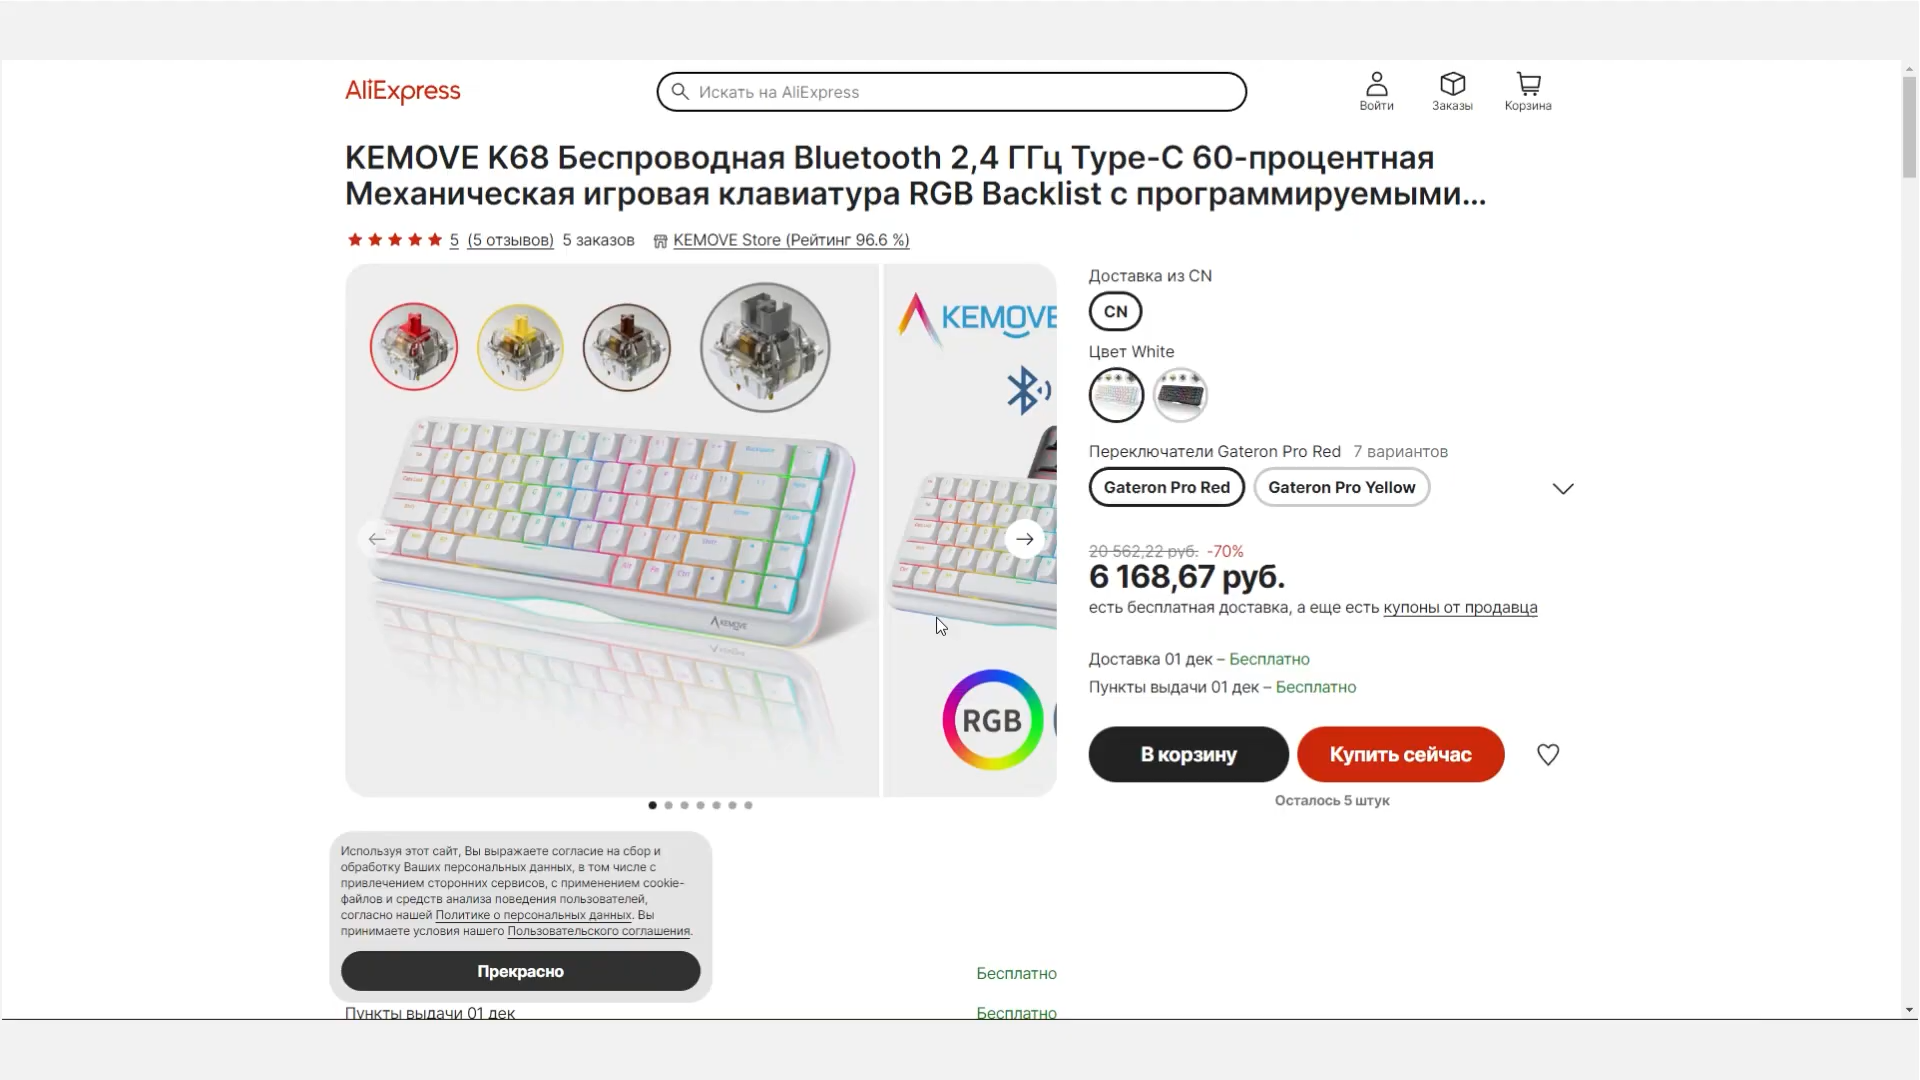 AliExpress
Искать на AliExpress
Войти
Заказы
Корзина
KEMOVE K68 Беспроводная Bluetooth 2,4 ГГц Type-C 60-процентная
Механическая игровая клавиатура RGB Backlist с программируемыми...
5 (5 отзывов) 5 заказов KEMOVE Store (Рейтинг 96.6 %)
KEMOVE
KEMOVE
RGB
Доставка из CN
CN
Цвет White
Переключатели Gateron Pro Red 7 вариантов
Gateron Pro Red
Gateron Pro Yellow
20 562,22 руб. -70%
6 168,67 руб.
есть бесплатная доставка, а еще есть купоны от продавца
Доставка 01 дек – Бесплатно
Пункты выдачи 01 дек – Бесплатно
В корзину
Купить сейчас
Осталось 5 штук
Используя этот сайт, Вы выражаете согласие на сбор и
обработку Ваших персональных данных, в том числе с
привлечением сторонних сервисов, с применением cookie-
файлов и средств анализа поведения пользователей,
согласно нашей Политике о персональных данных. Вы
принимаете условия нашего Пользовательского соглашения.
Прекрасно
Бесплатно
Пункты выдачи 01 дек
Бесплатно